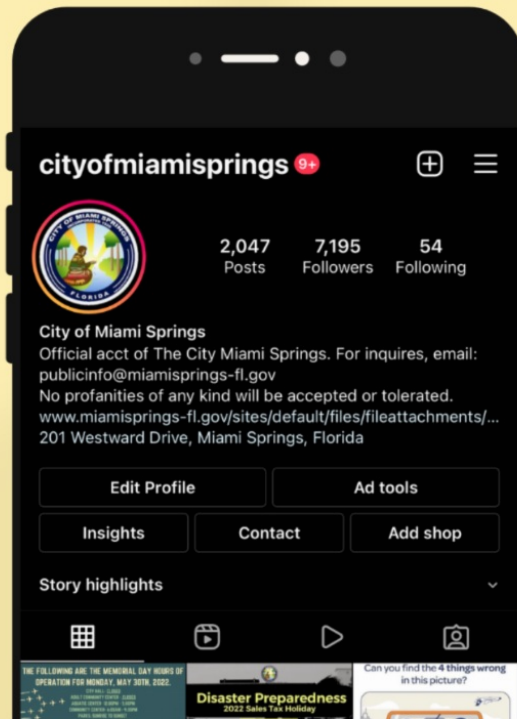 cityofmiamisprings 9+
CITY OF MIAMI SPRINGS
FLORIDA
2,047 7,195 54
Posts Followers Following
City of Miami Springs
Official acct of The City Miami Springs. For inquires, email:
publicinfo@miamisprings-fl.gov
No profanities of any kind will be accepted or tolerated.
www.miamisprings-fl.gov/sites/default/files/fileattachments/...
201 Westward Drive, Miami Springs, Florida
Edit Profile Ad tools
Insights Contact Add shop
Story highlights
THE FOLLOWING ARE THE MEMORIAL DAY HOURS OF
OPERATION FOR MONDAY, MAY 30TH, 2022.
Disaster Preparedness
2022 Sales Tax Holiday
Can you find the 4 things wrong
in this picture?